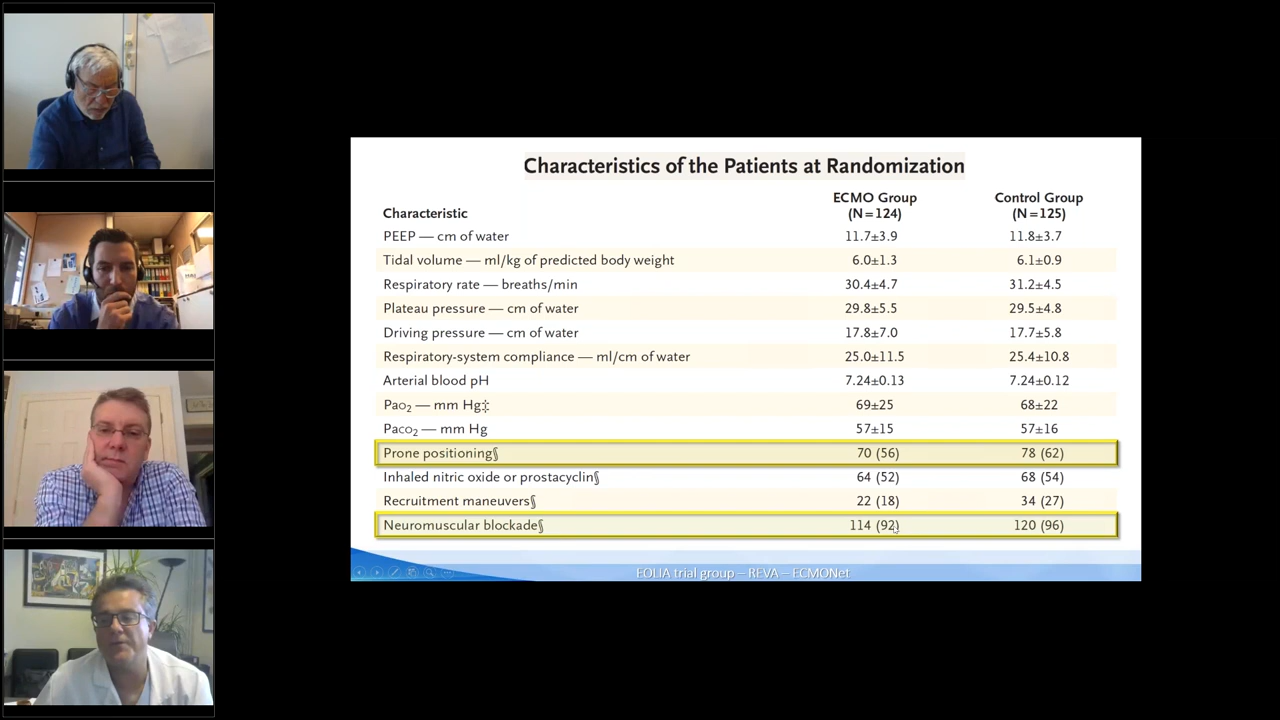 Characteristics of the Patients at Randomization
ECMO Group Control Group
Characteristic (N=124) (N=125)
PEEP — cm of water 11.7±3.9 11.8±3.7
Tidal volume — ml/kg of predicted body weight 6.0±1.3 6.1±0.9
Respiratory rate — breaths/min 30.4±4.7 31.2±4.5
Plateau pressure — cm of water 29.8±5.5 29.5±4.8
Driving pressure — cm of water 17.8±7.0 17.7±5.8
Respiratory-system compliance — ml/cm of water 25.0±11.5 25.4±10.8
Arterial blood pH 7.24±0.13 7.24±0.12
Pao₂ — mm Hg‡ 69±25 68±22
Paco₂ — mm Hg 57±15 57±16
Prone positioning§ 70 (56) 78 (62)
Inhaled nitric oxide or prostacyclin§ 64 (52) 68 (54)
Recruitment maneuvers§ 22 (18) 34 (27)
Neuromuscular blockade§ 114 (92) 120 (96)
EOLIA trial group – REVA – ECMONet